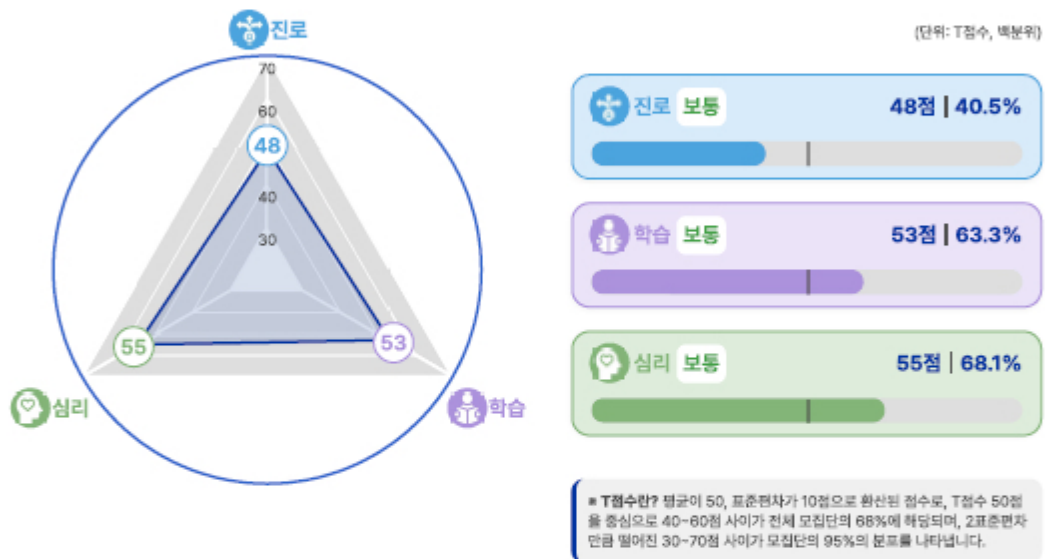 진로
(단위: T점수, 백분위)
70
60
48
40
30
55
53
심리
학습
진로 보통 48점 | 40.5%
학습 보통 53점 | 63.3%
심리 보통 55점 | 68.1%
※ T점수란? 평균이 50, 표준편차가 10점으로 환산된 점수로, T점수 50점
을 중심으로 40~60점 사이가 전체 모집단의 68%에 해당되며, 2표준편차
만큼 떨어진 30~70점 사이가 모집단의 95%의 분포를 나타냅니다.